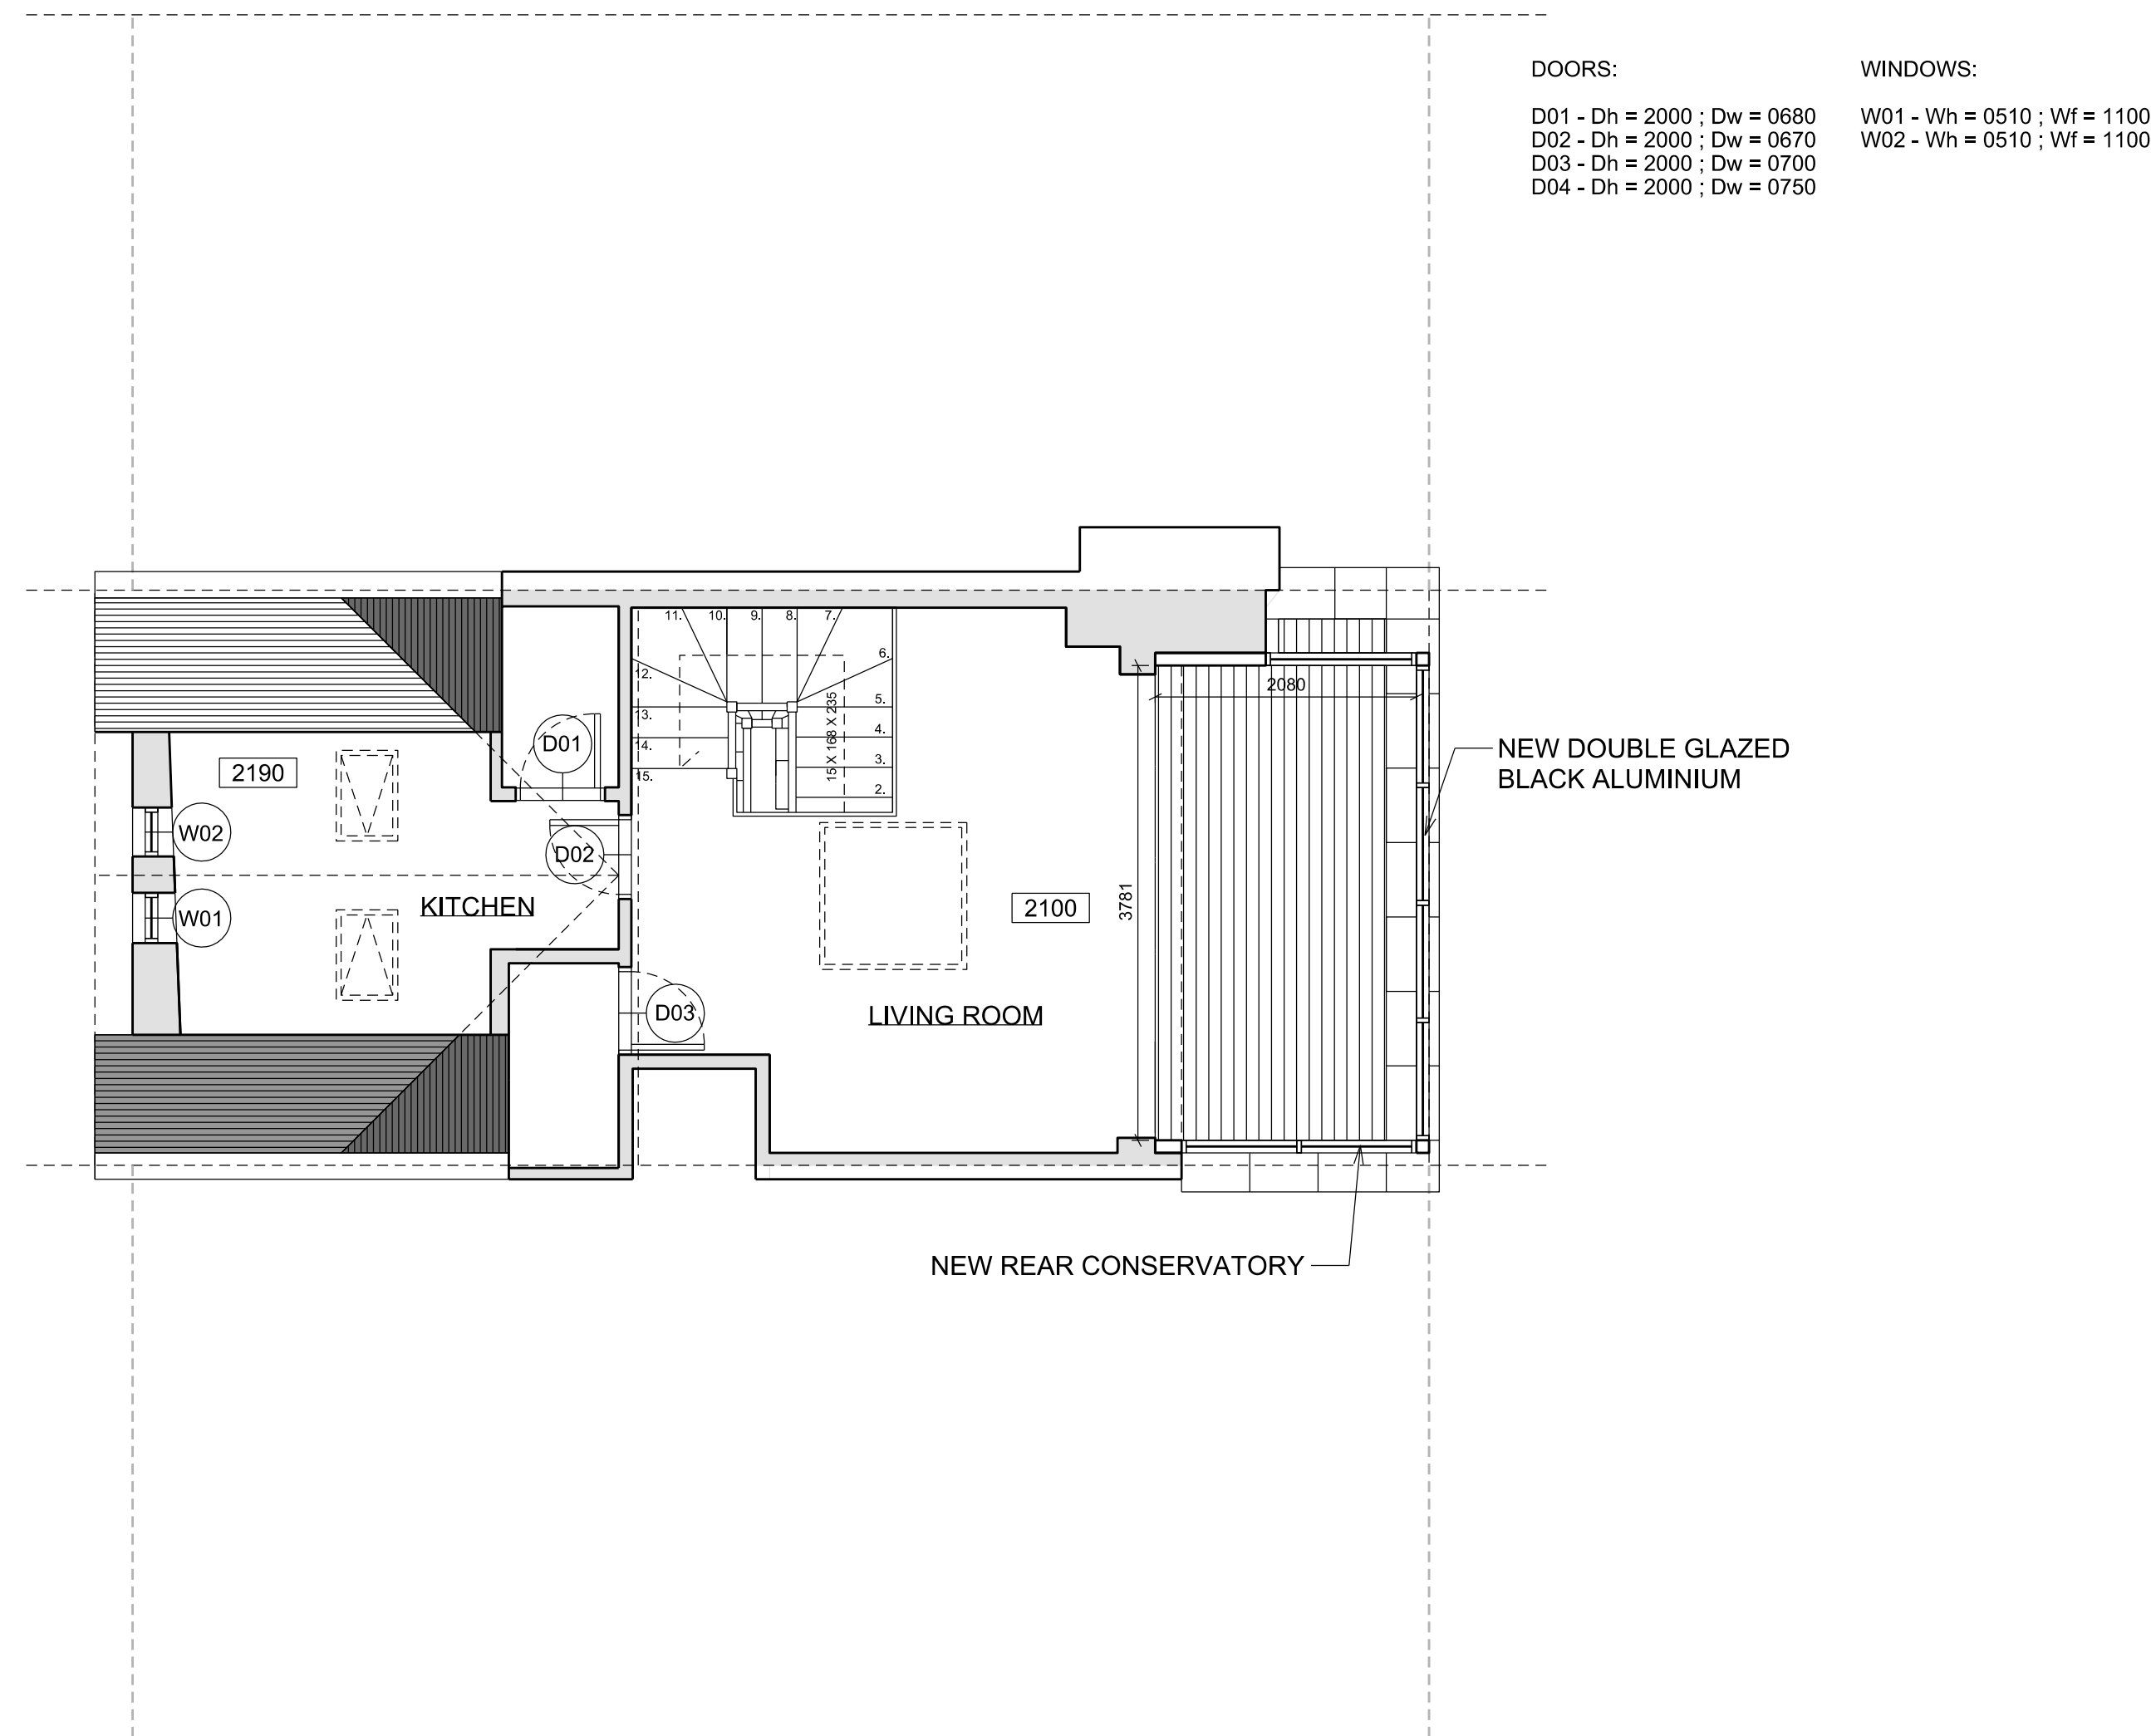 DOORS:
D01 - Dh = 2000 ; Dw = 0680
D02 - Dh = 2000 ; Dw = 0670
D03 - Dh = 2000 ; Dw = 0700
D04 - Dh = 2000 ; Dw = 0750
WINDOWS:
W01 - Wh = 0510 ; Wf = 1100
W02 - Wh = 0510 ; Wf = 1100
11.
10.
9.
8.
7.
6.
12.
5.
13.
4.
14.
3.
15.
2.
15 X 168 X 235
2080
D01
2190
NEW DOUBLE GLAZED
BLACK ALUMINIUM
W02
D02
KITCHEN
2100
3781
W01
D03
LIVING ROOM
NEW REAR CONSERVATORY